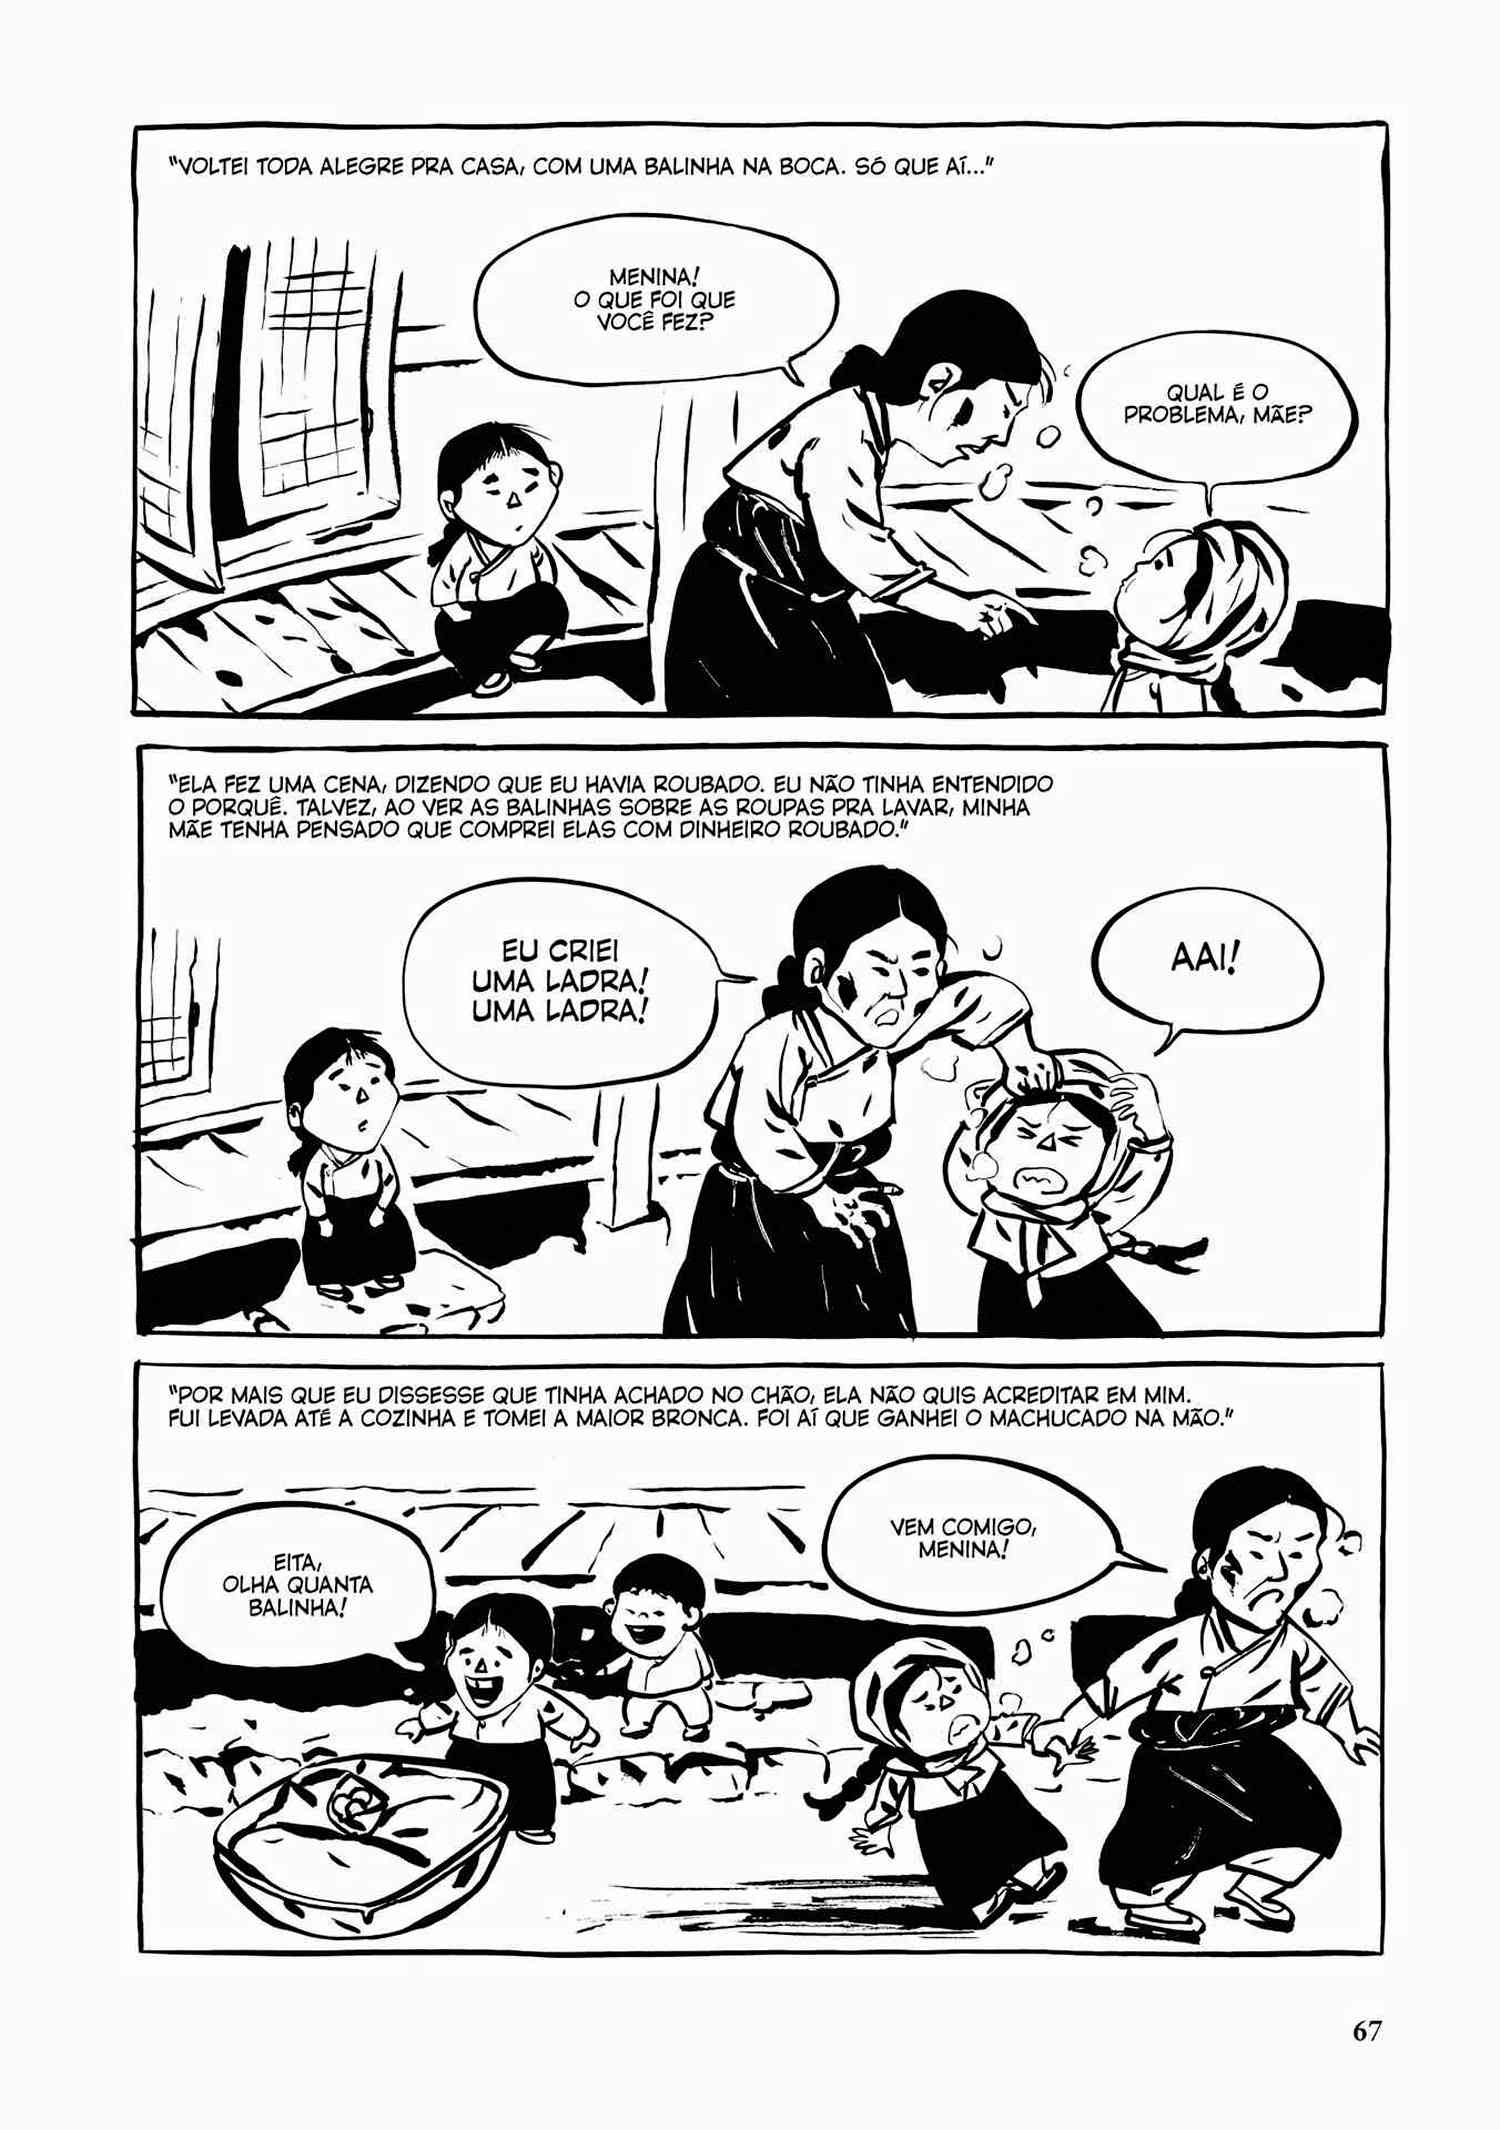 "VOLTEI TODA ALEGRE PRA CASA, COM UMA BALINHA NA BOCA. SÓ QUE AÍ..."
MENINA!
O QUE FOI QUE
VOCÊ FEZ?
QUAL É O
PROBLEMA, MÃE?
"ELA FEZ UMA CENA, DIZENDO QUE EU HAVIA ROUBADO. EU NÃO TINHA ENTENDIDO
O PORQUÊ. TALVEZ, AO VER AS BALINHAS SOBRE AS ROUPAS PRA LAVAR, MINHA
MÃE TENHA PENSADO QUE COMPREI ELAS COM DINHEIRO ROUBADO."
EU CRIEI
UMA LADRA!
UMA LADRA!
AAI!
"POR MAIS QUE EU DISSESSE QUE TINHA ACHADO NO CHÃO, ELA NÃO QUIS ACREDITAR EM MIM.
FUI LEVADA ATÉ A COZINHA E TOMEI A MAIOR BRONCA. FOI AÍ QUE GANHEI O MACHUCADO NA MÃO."
EITA,
OLHA QUANTA
BALINHA!
VEM COMIGO,
MENINA!
67